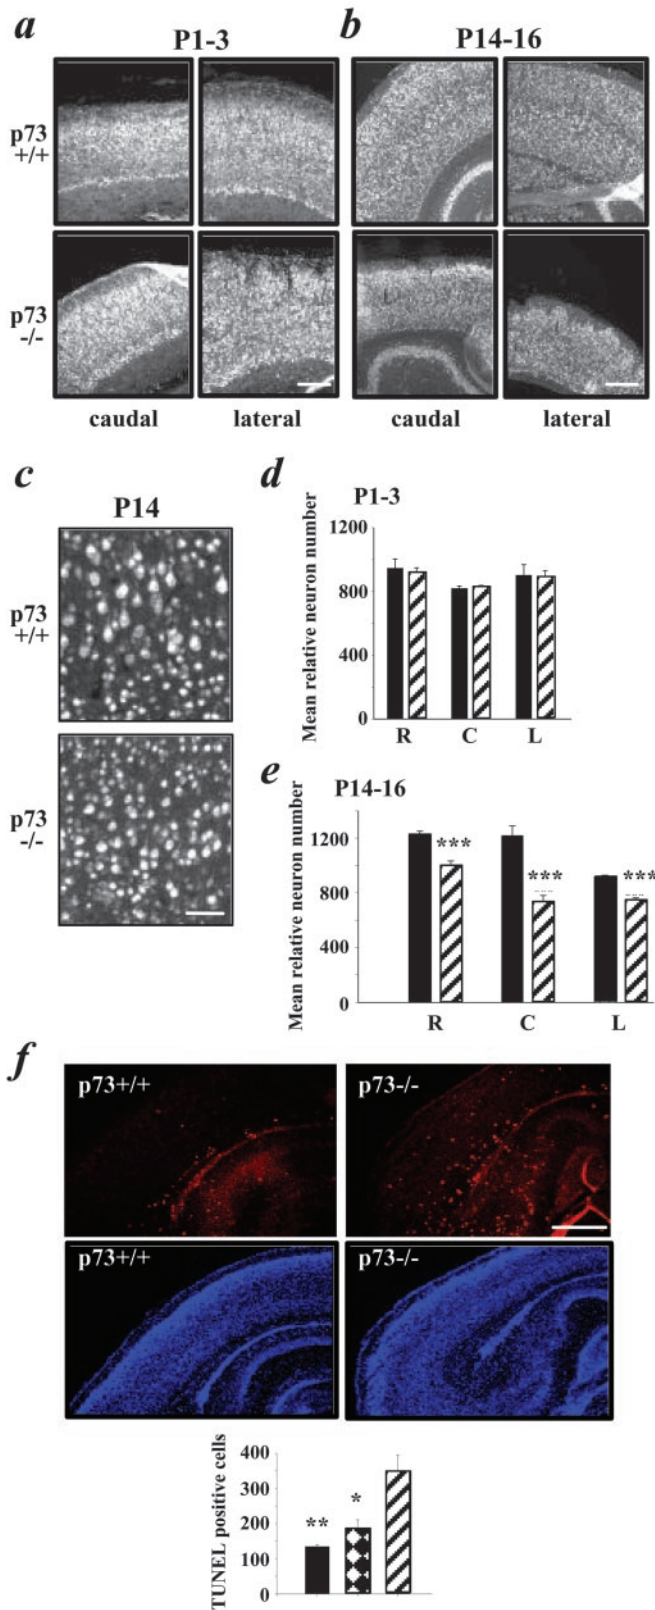 a
P1-3
b
P14-16
p73
+/+
p73
-/-
caudal
lateral
caudal
lateral
c
P14
p73
+/+
p73
-/-
d
P1-3
Mean relative neuron number
1200
800
400
0
R
C
L
e
P14-16
Mean relative neuron number
1200
800
400
0
***
***
***
R
C
L
f
p73+/+
p73-/-
p73+/+
p73-/-
TUNEL positive cells
400
300
200
100
0
**
*